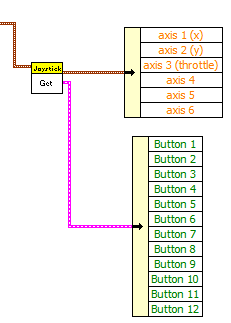 Joystick
Get
axis 1 (x)
axis 2 (y)
axis 3 (throttle)
axis 4
axis 5
axis 6
Button 1
Button 2
Button 3
Button 4
Button 5
Button 6
Button 7
Button 8
Button 9
Button 10
Button 11
Button 12